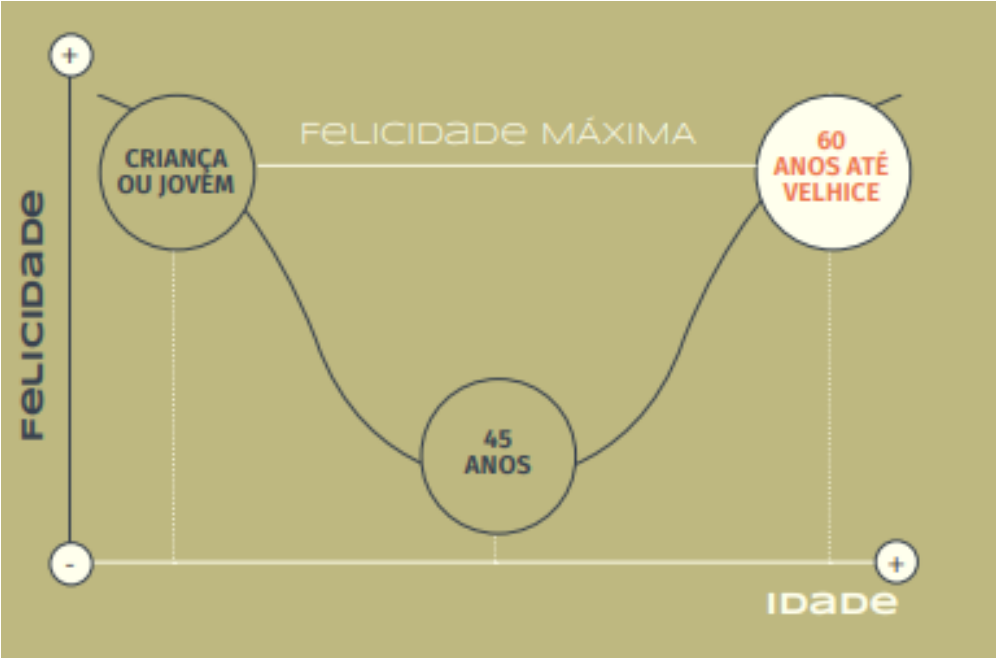 +
FELICIDADE MÁXIMA
CRIANÇA
OU JOVEM
60
ANOS ATÉ
VELHICE
FELICIDADE
45
ANOS
-
+
IDADE